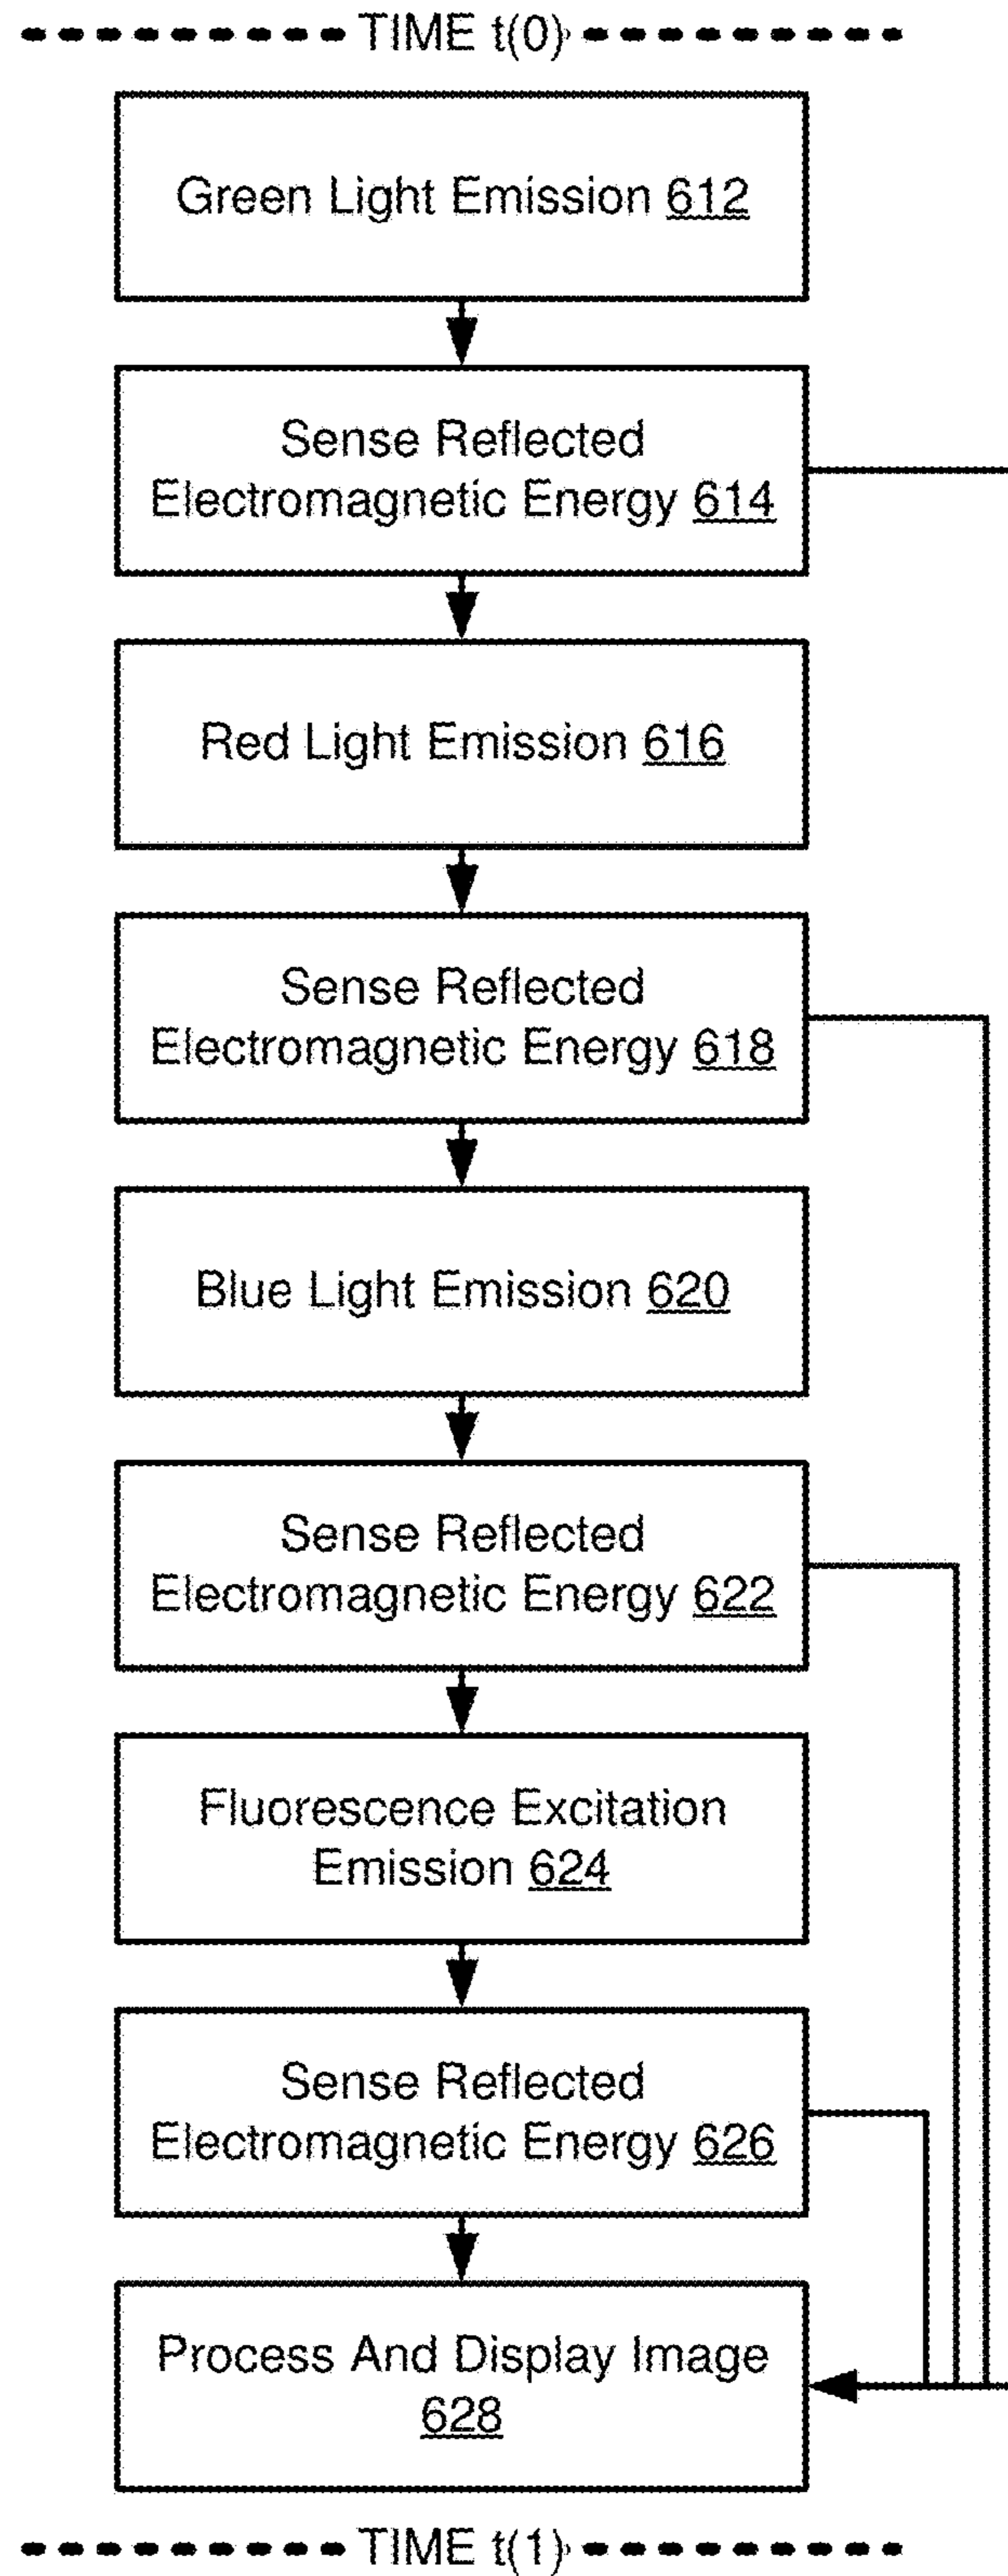 TIME t(0)
Green Light Emission 612
Sense Reflected
Electromagnetic Energy 614
Red Light Emission 616
Sense Reflected
Electromagnetic Energy 618
Blue Light Emission 620
Sense Reflected
Electromagnetic Energy 622
Fluorescence Excitation
Emission 624
Sense Reflected
Electromagnetic Energy 626
Process And Display Image
628
TIME t(1)